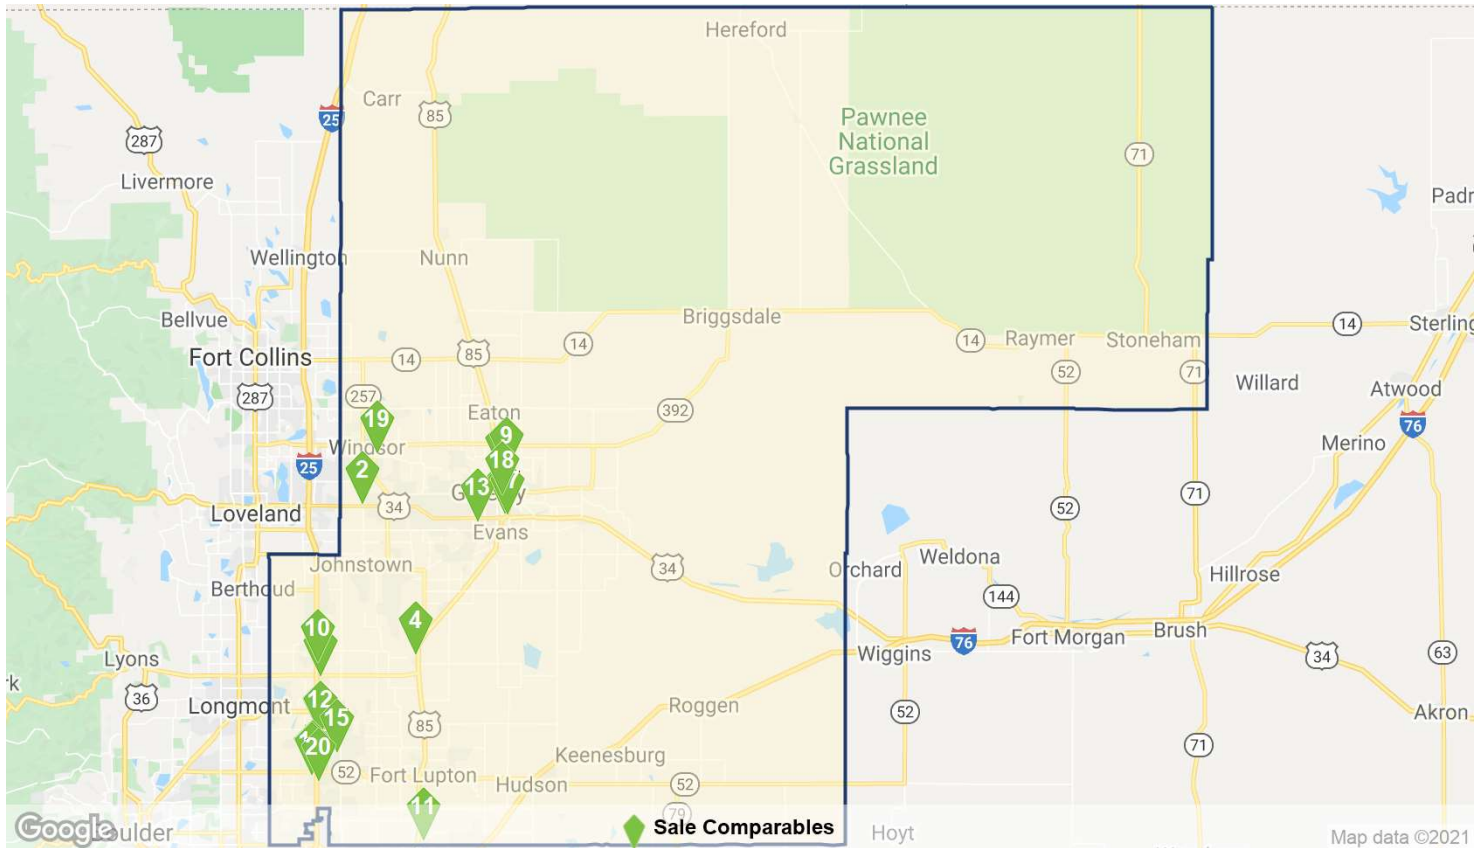 Hereford
Carr
25
85
287
Pawnee
National
Grassland
71
Livermore
Wellington
Nunn
Bellvue
Briggsdale
14
Sterling
14
Raymer
Stoneham
14
85
14
Fort Collins
52
71
Willard
Atwood
287
257
Eaton
392
76
Merino
19
Windsor
9
25
2
18
13
7
34
71
Loveland
Evans
52
Johnstown
34
Orchard
Weldona
Hillrose
Berthoud
144
4
10
76
Fort Morgan
Brush
Lyons
Wiggins
34
63
36
Longmont
12
15
85
Roggen
52
Akron
71
20
52
Fort Lupton
Keenesburg
Hudson
52
11
79
Google
Sale Comparables
Hoyt
Map data ©2021